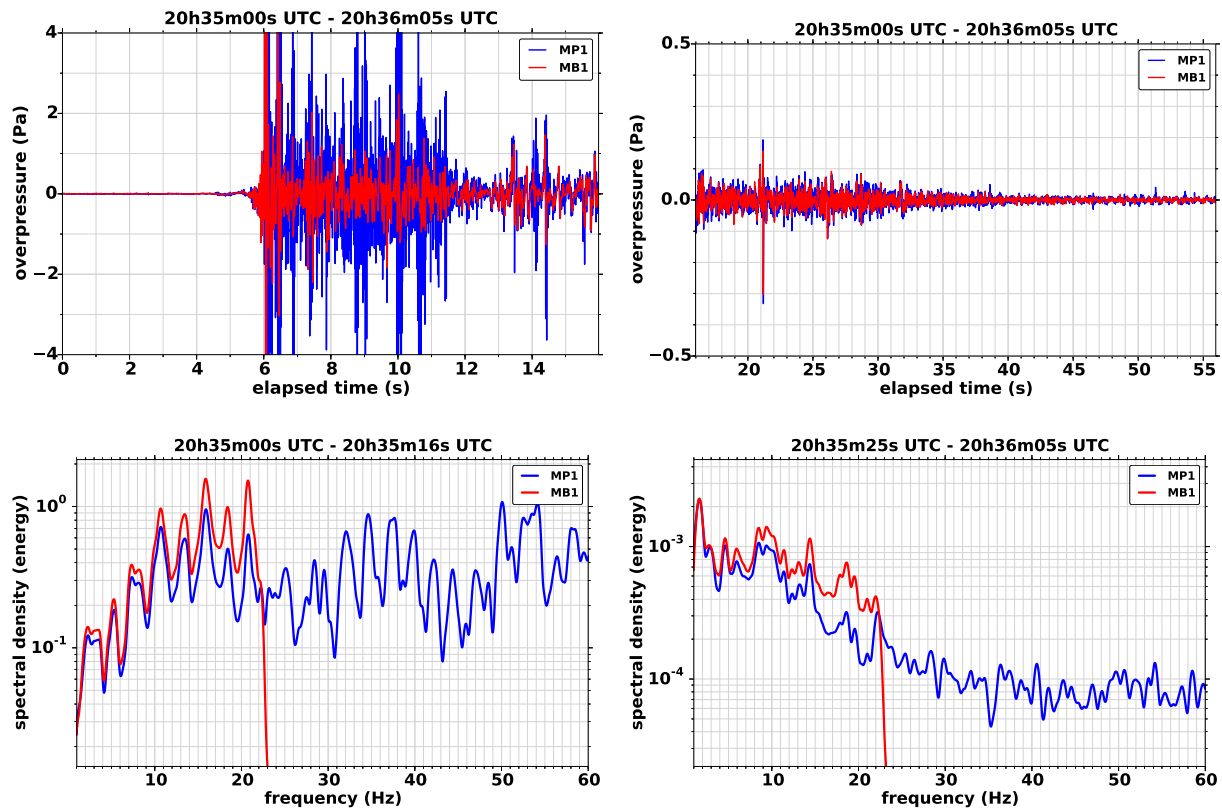 20h35m00s UTC - 20h36m05s UTC
4
2
0
−2
−4
0
2
4
6
8
10
12
14
overpressure (Pa)
elapsed time (s)
MP1
MB1
20h35m00s UTC - 20h36m05s UTC
0.5
0.0
−0.5
20
25
30
35
40
45
50
55
overpressure (Pa)
elapsed time (s)
MP1
MB1
20h35m00s UTC - 20h35m16s UTC
10⁰
10⁻¹
10
20
30
40
50
60
spectral density (energy)
frequency (Hz)
MP1
MB1
20h35m25s UTC - 20h36m05s UTC
10⁻³
10⁻⁴
10
20
30
40
50
60
spectral density (energy)
frequency (Hz)
MP1
MB1